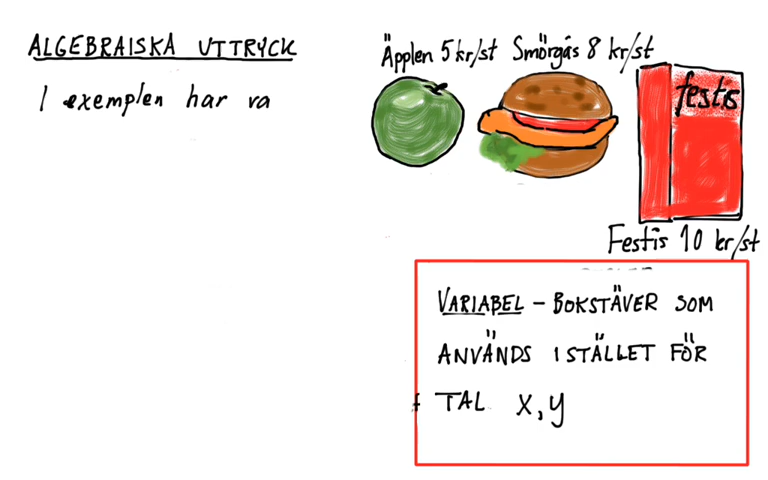 ALGEBRAISKA UTTRYCK
I exemplen har va
Äpplen 5 kr/st Smörgås 8 kr/st
festis
Festis 10 kr/st
VARIABEL – BOKSTÄVER SOM
ANVÄNDS ISTÄLLET FÖR
TAL X, Y